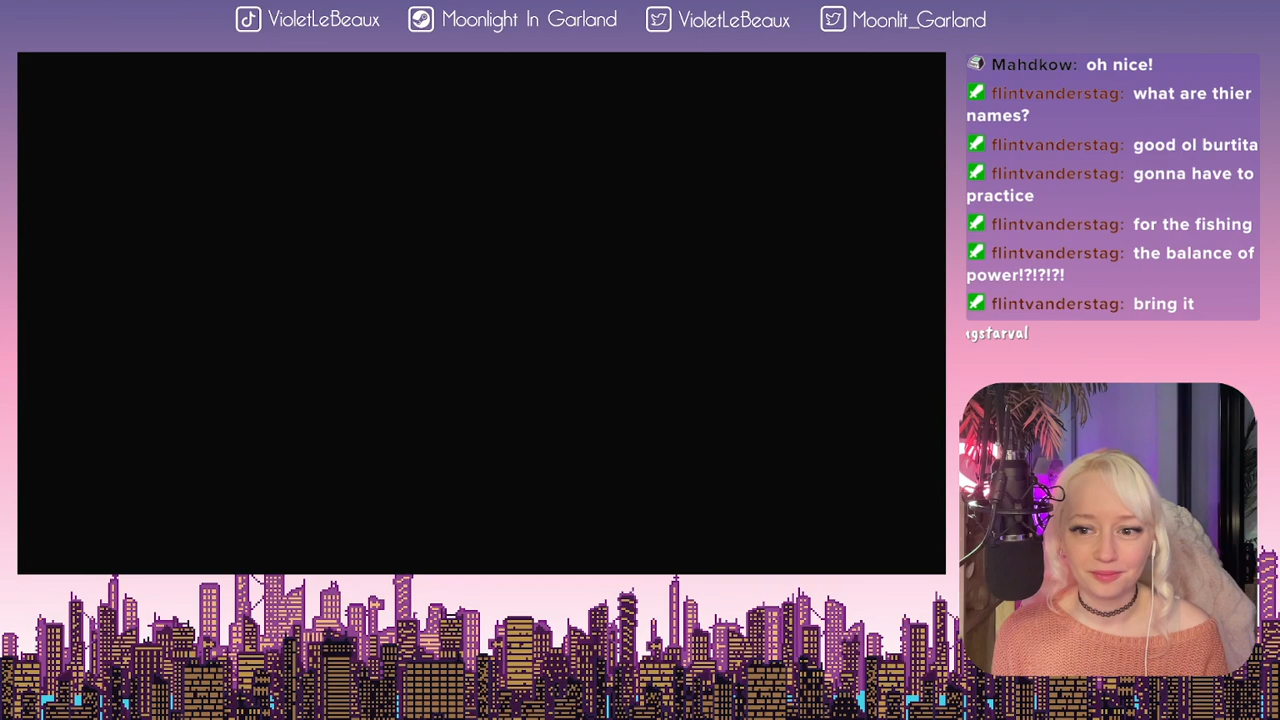 VioletLeBeaux Moonlight In Garland VioletLeBeaux Moonlit_Garland
Mahdkow: oh nice!
flintvanderstag: what are thier
names?
flintvanderstag: good ol burtita
flintvanderstag: gonna have to
practice
flintvanderstag: for the fishing
flintvanderstag: the balance of
power!?!?!?!
flintvanderstag: bring it